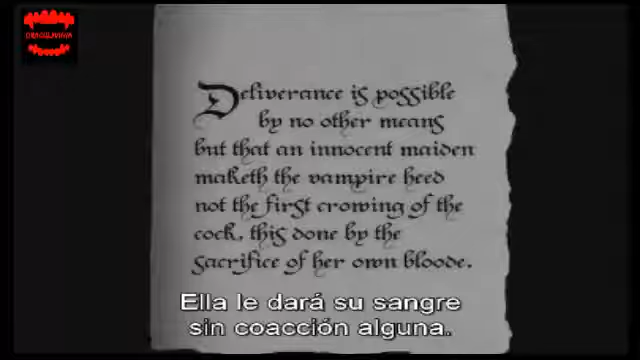 DRACULAVINA
Deliverance is possible
by no other means
but that an innocent maiden
maketh the vampire heed
not the first crowing of the
cock, this done by the
sacrifice of her own bloode.
Ella le dará su sangre
sin coacción alguna.